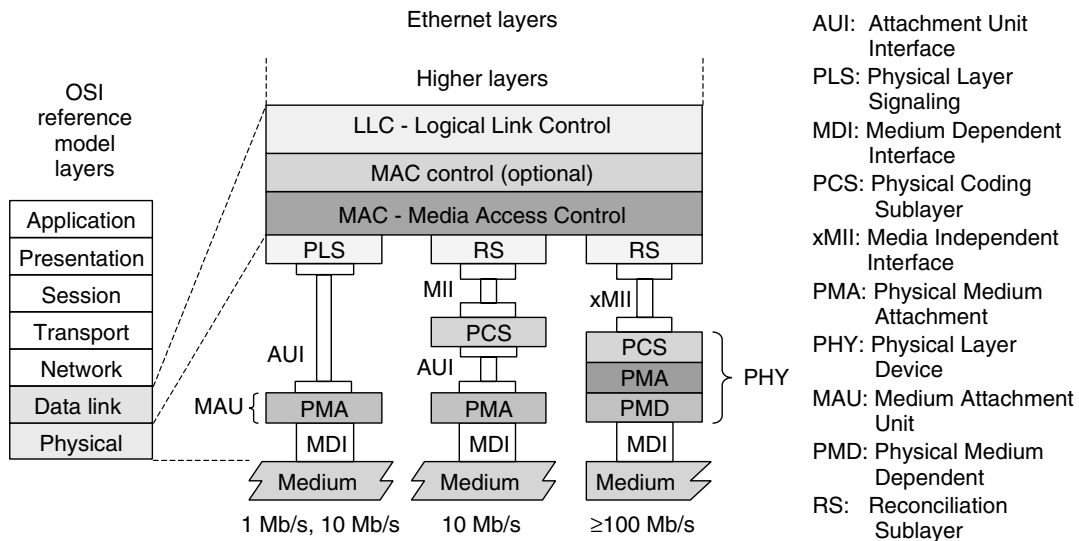 Ethernet layers
Higher layers
OSI
reference
model
layers
Application
Presentation
Session
Transport
Network
Data link
Physical
LLC - Logical Link Control
MAC control (optional)
MAC - Media Access Control
PLS
AUI
MAU
PMA
MDI
Medium
1 Mb/s, 10 Mb/s
RS
MII
PCS
AUI
PMA
MDI
Medium
10 Mb/s
RS
xMII
PCS
PMA
PMD
PHY
MDI
Medium
≥100 Mb/s
AUI: Attachment Unit
Interface
PLS: Physical Layer
Signaling
MDI: Medium Dependent
Interface
PCS: Physical Coding
Sublayer
xMII: Media Independent
Interface
PMA: Physical Medium
Attachment
PHY: Physical Layer
Device
MAU: Medium Attachment
Unit
PMD: Physical Medium
Dependent
RS: Reconciliation
Sublayer